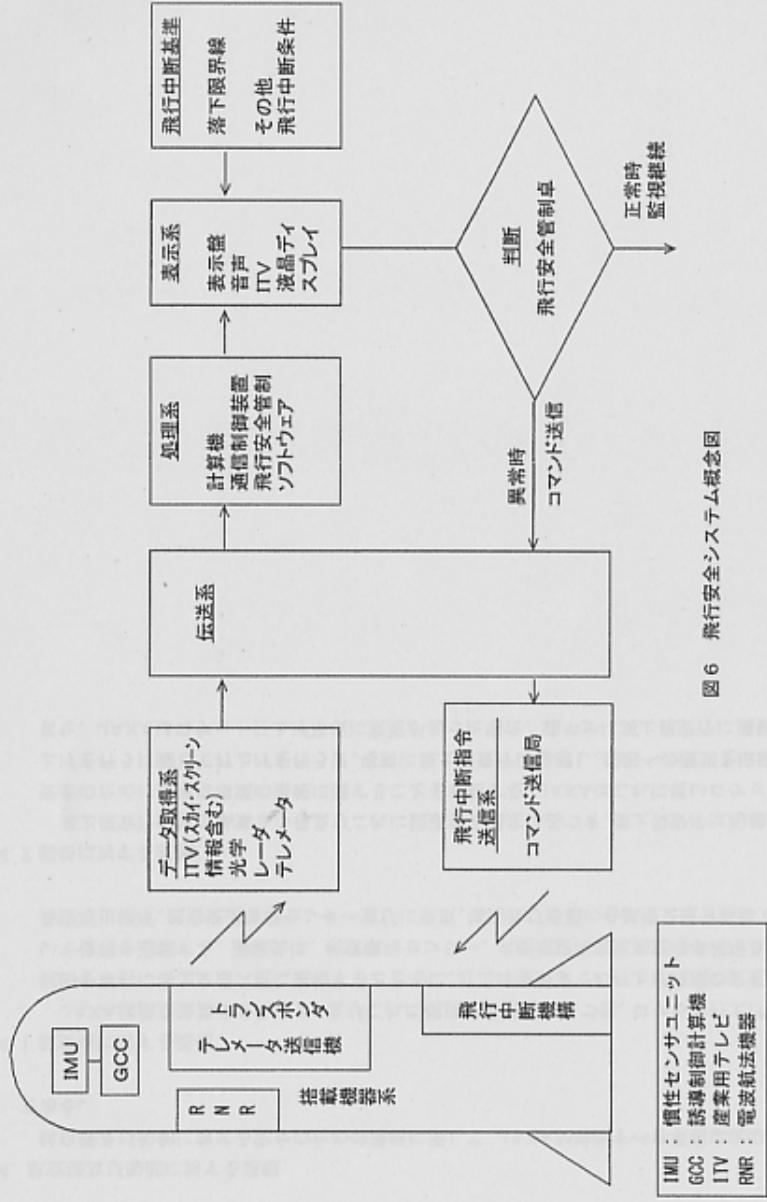 IMU
GCC
R
N
R
トランスポンダ
テレメータ送信機
搭載機器系
飛行中断機構
データ取得系
ITV(スカイ・スクリーン
情報含む)
光学
レーダ
テレメータ
飛行中断指令
送信系
コマンド送信局
伝送系
処理系
計算機
通信制御装置
飛行安全管制
ソフトウェア
表示系
表示盤
音声
ITV
液晶ディ
スプレイ
飛行中断基準
落下限界線
その他
飛行中断条件
判断
飛行安全管制卓
異常時
コマンド送信
正常時
監視継続
IMU : 慣性センサユニット
GCC : 誘導制御計算機
ITV : 産業用テレビ
RNR : 電波航法機器
図6 飛行安全システム概念図